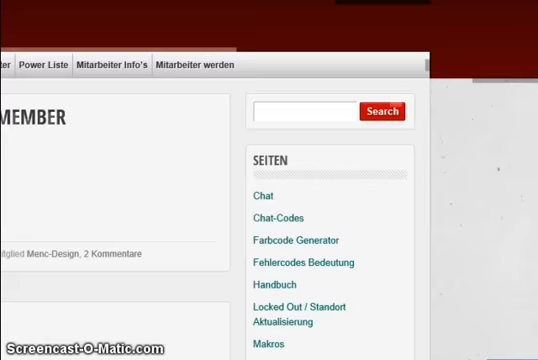 ter Power Liste Mitarbeiter Info's Mitarbeiter werden
MEMBER
Search
SEITEN
Chat
Chat-Codes
Farbcode Generator
Fehlercodes Bedeutung
Handbuch
Locked Out / Standort
Aktualisierung
Makros
itglied Menc-Design, 2 Kommentare
Screencast-O-Matic.com